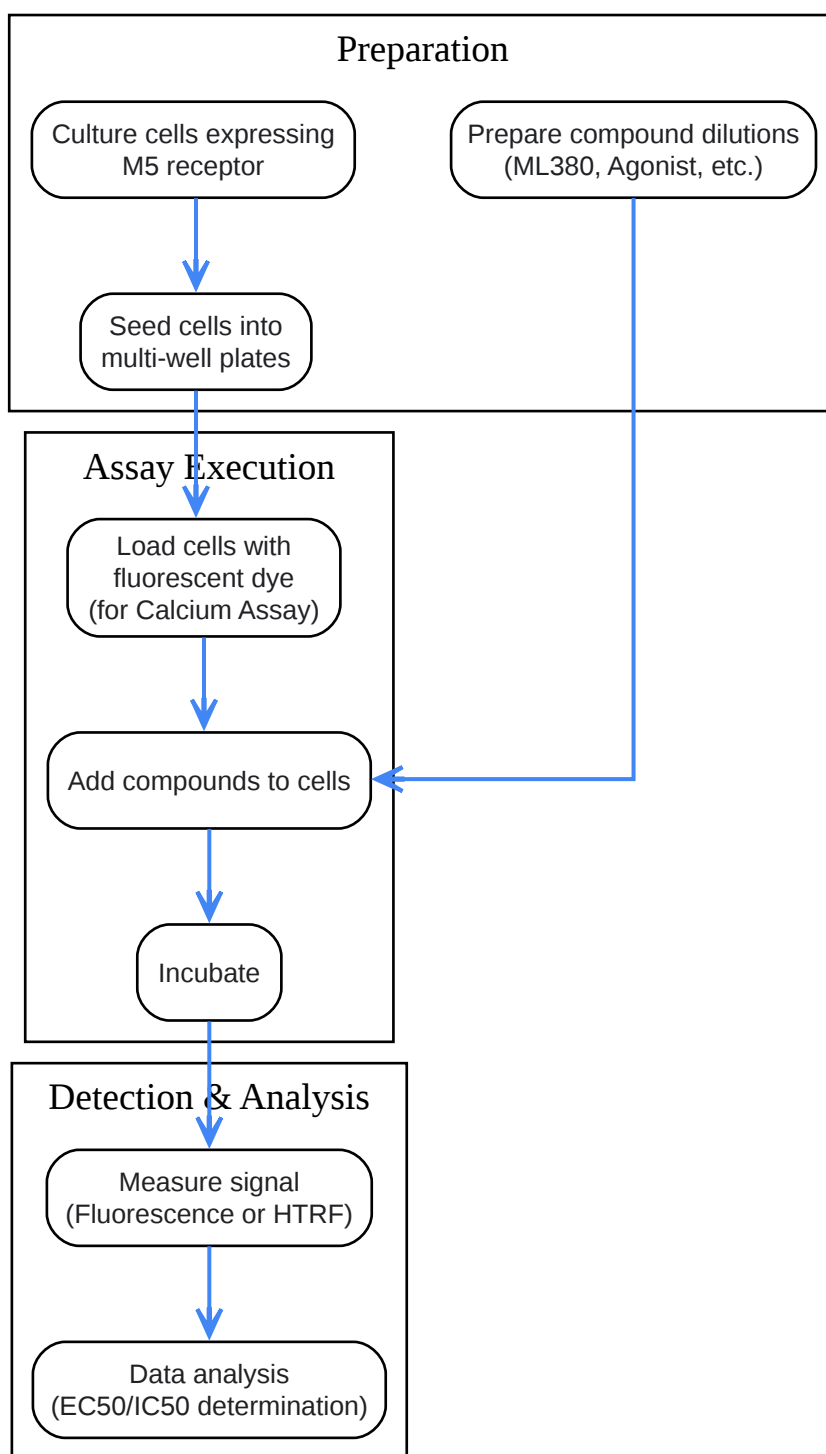 Preparation
Culture cells expressing
M5 receptor
Prepare compound dilutions
(ML380, Agonist, etc.)
Seed cells into
multi-well plates
Assay Execution
Load cells with
fluorescent dye
(for Calcium Assay)
Add compounds to cells
Incubate
Detection & Analysis
Measure signal
(Fluorescence or HTRF)
Data analysis
(EC50/IC50 determination)